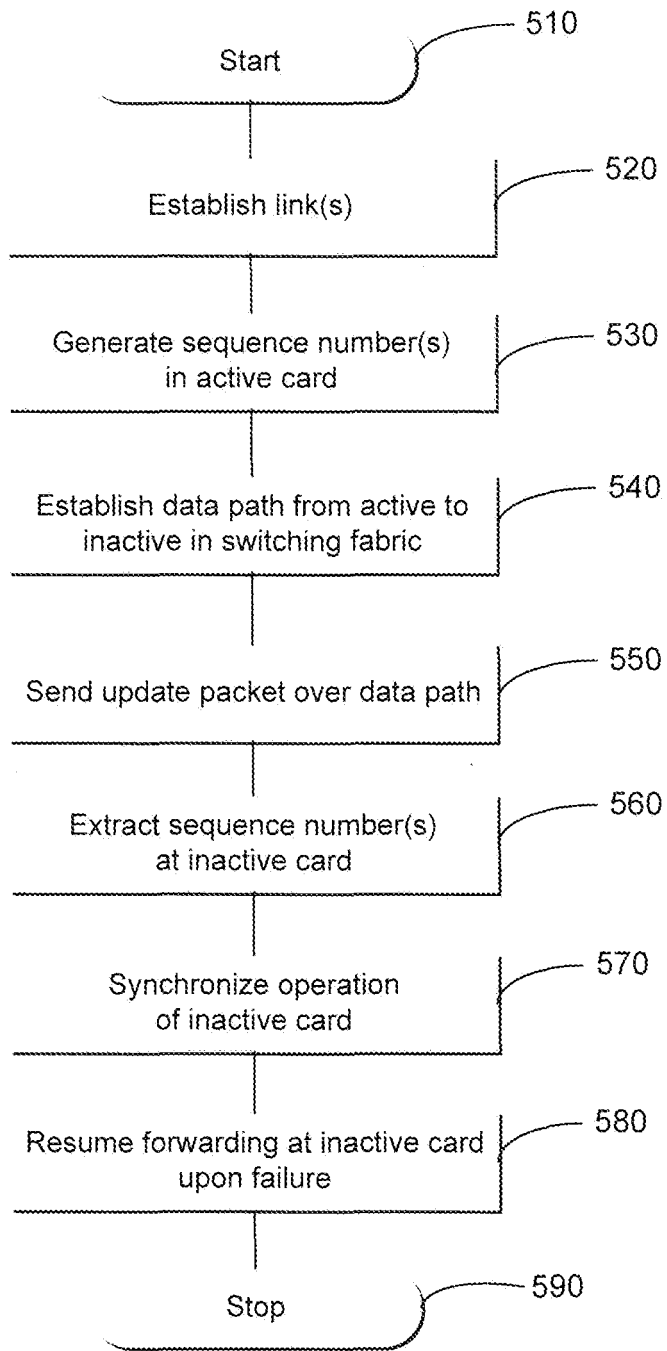 Start
510
Establish link(s)
520
Generate sequence number(s)
in active card
530
Establish data path from active to
inactive in switching fabric
540
Send update packet over data path
550
Extract sequence number(s)
at inactive card
560
Synchronize operation
of inactive card
570
Resume forwarding at inactive card
upon failure
580
Stop
590